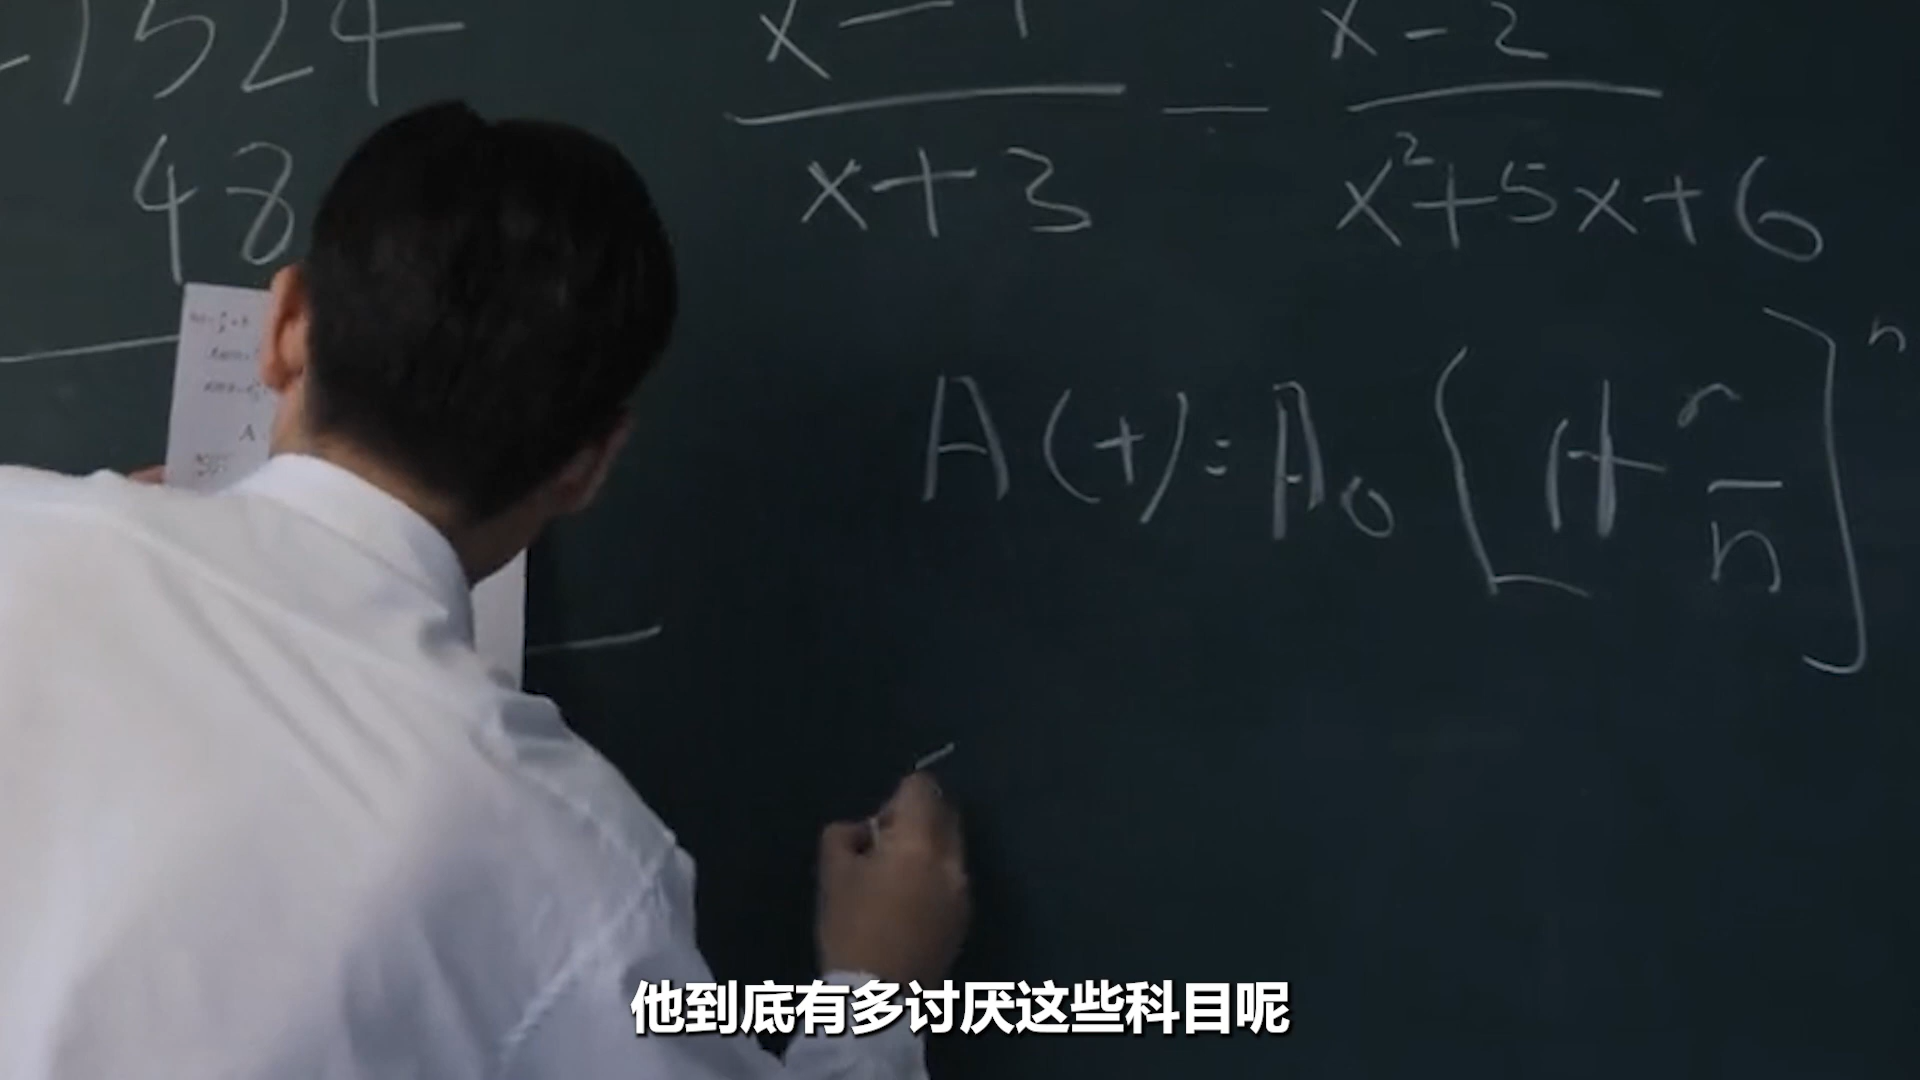 -1524
48
x-1
x+3
÷
x-2
x²+5x+6
A(t)=A₀[1+r/n]ⁿ
A
他到底有多讨厌这些科目呢